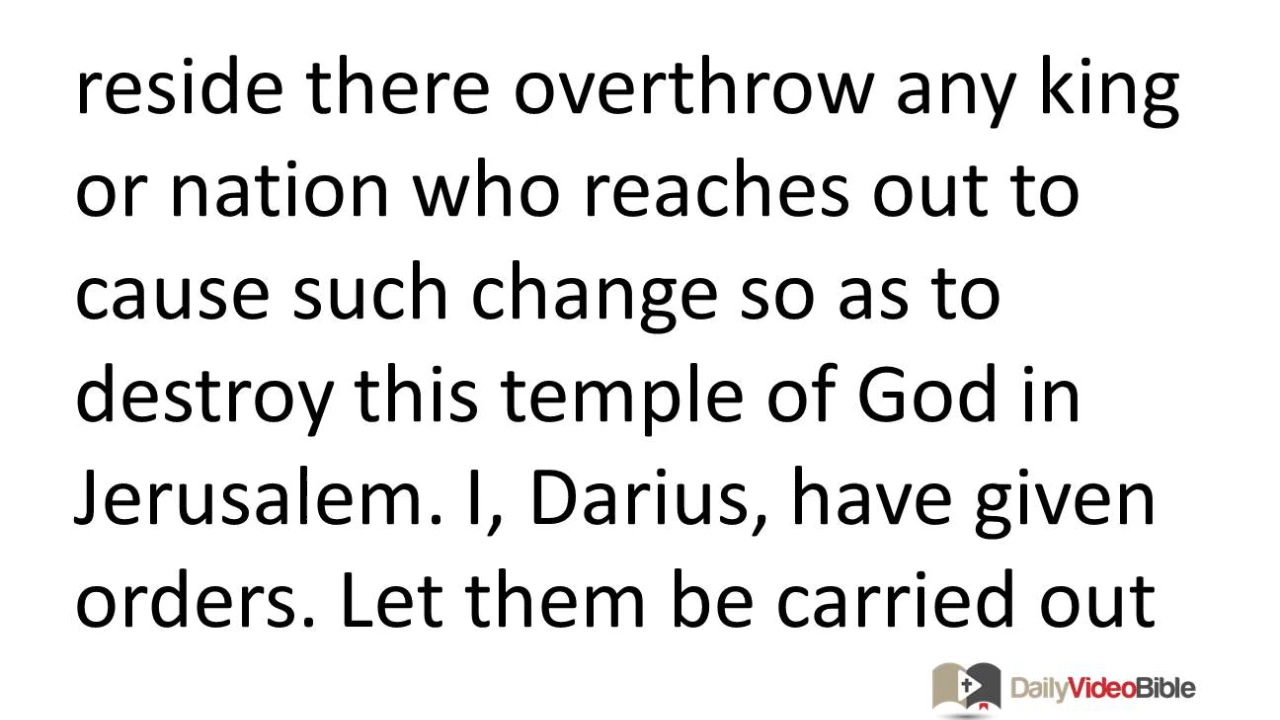 reside there overthrow any king
or nation who reaches out to
cause such change so as to
destroy this temple of God in
Jerusalem. I, Darius, have given
orders. Let them be carried out
DailyVideoBible